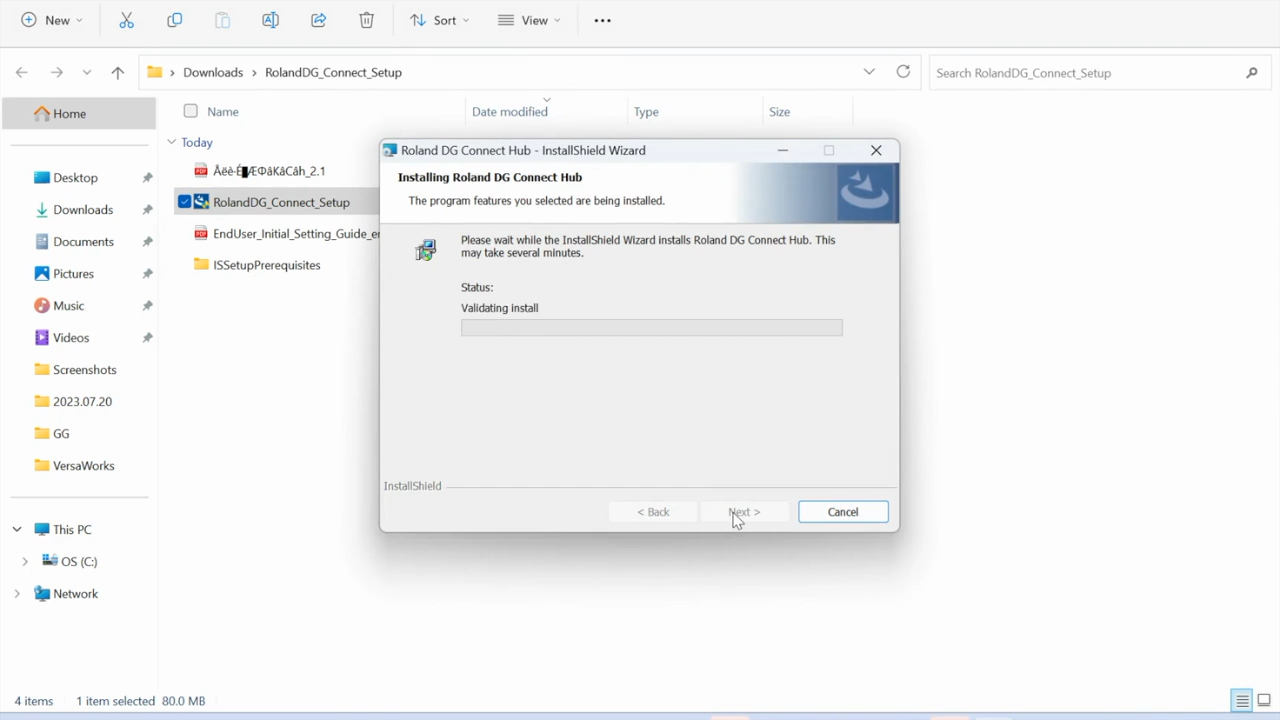 New
Sort
View
Downloads > RolandDG_Connect_Setup
Search RolandDG_Connect_Setup
Home
Desktop
Downloads
Documents
Pictures
Music
Videos
Screenshots
2023.07.20
GG
VersaWorks
This PC
OS (C:)
Network
Name
Date modified
Type
Size
Today
RolandDG_Connect_Setup
EndUser_Initial_Setting_Guide_en
ISSetupPrerequisites
Roland DG Connect Hub - InstallShield Wizard
Installing Roland DG Connect Hub
The program features you selected are being installed.
Please wait while the InstallShield Wizard installs Roland DG Connect Hub. This
may take several minutes.
Status:
Validating install
InstallShield
< Back
Next >
Cancel
4 items
1 item selected 80.0 MB